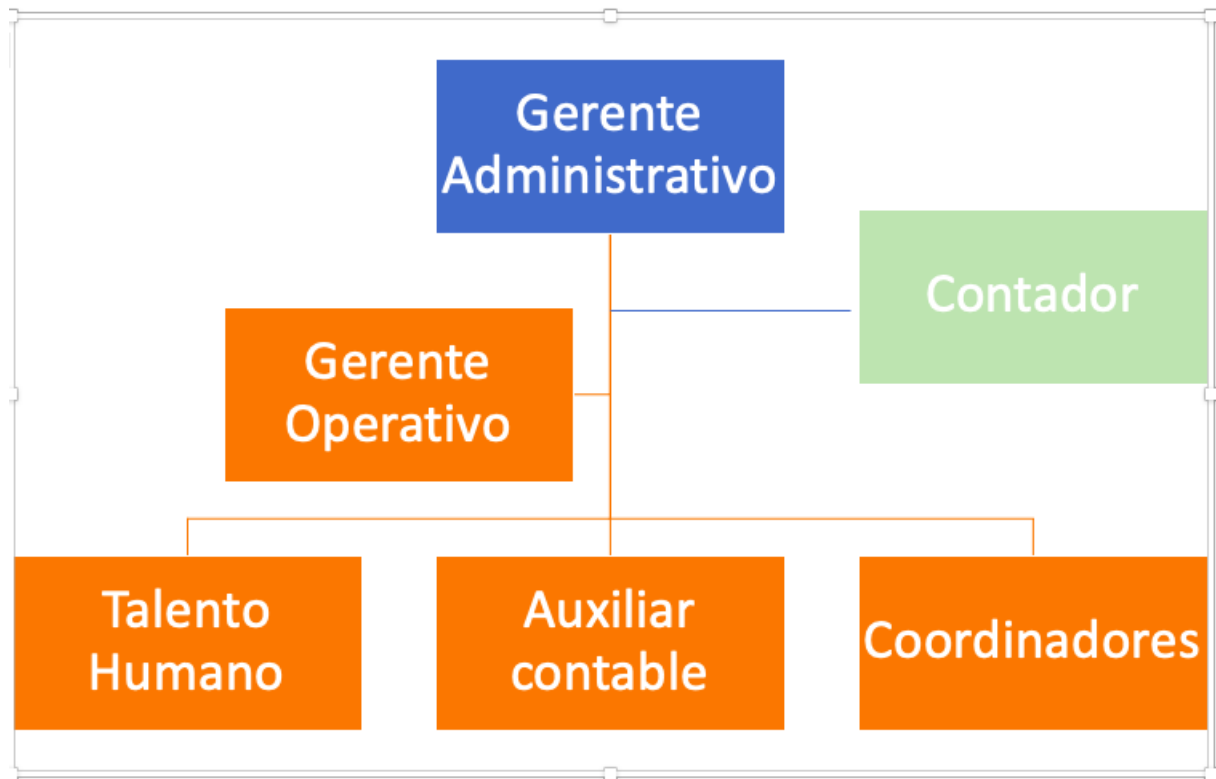 Gerente
Administrativo
Contador
Gerente
Operativo
Talento
Humano
Auxiliar
contable
Coordinadores